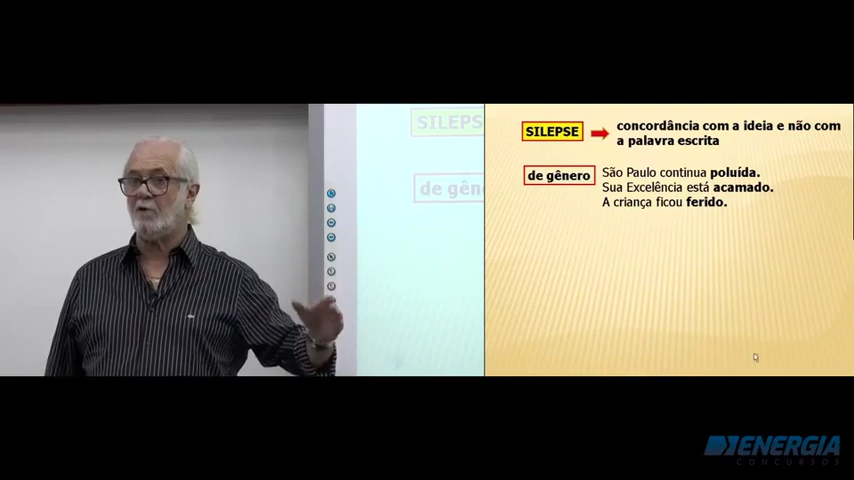 SILEPS
de gên
SILEPSE
concordância com a ideia e não com
a palavra escrita
de gênero
São Paulo continua poluída.
Sua Excelência está acamado.
A criança ficou ferido.
ENERGIA
CONCURSOS